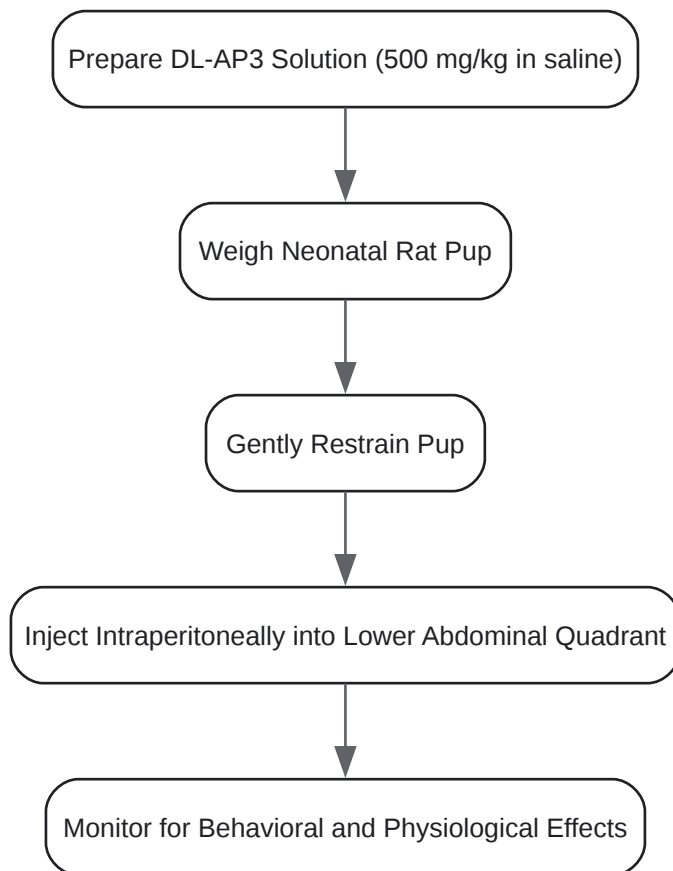 Prepare DL-AP3 Solution (500 mg/kg in saline)
Weigh Neonatal Rat Pup
Gently Restrain Pup
Inject Intraperitoneally into Lower Abdominal Quadrant
Monitor for Behavioral and Physiological Effects